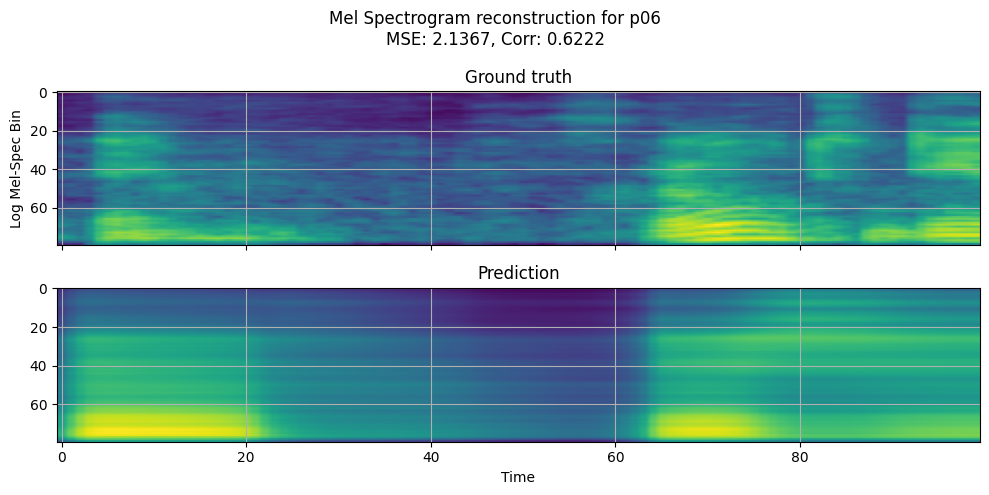 Mel Spectrogram reconstruction for p06
MSE: 2.1367, Corr: 0.6222
Ground truth
0
20
40
60
Log Mel-Spec Bin
Prediction
0
20
40
60
0 20 40 60 80
Time